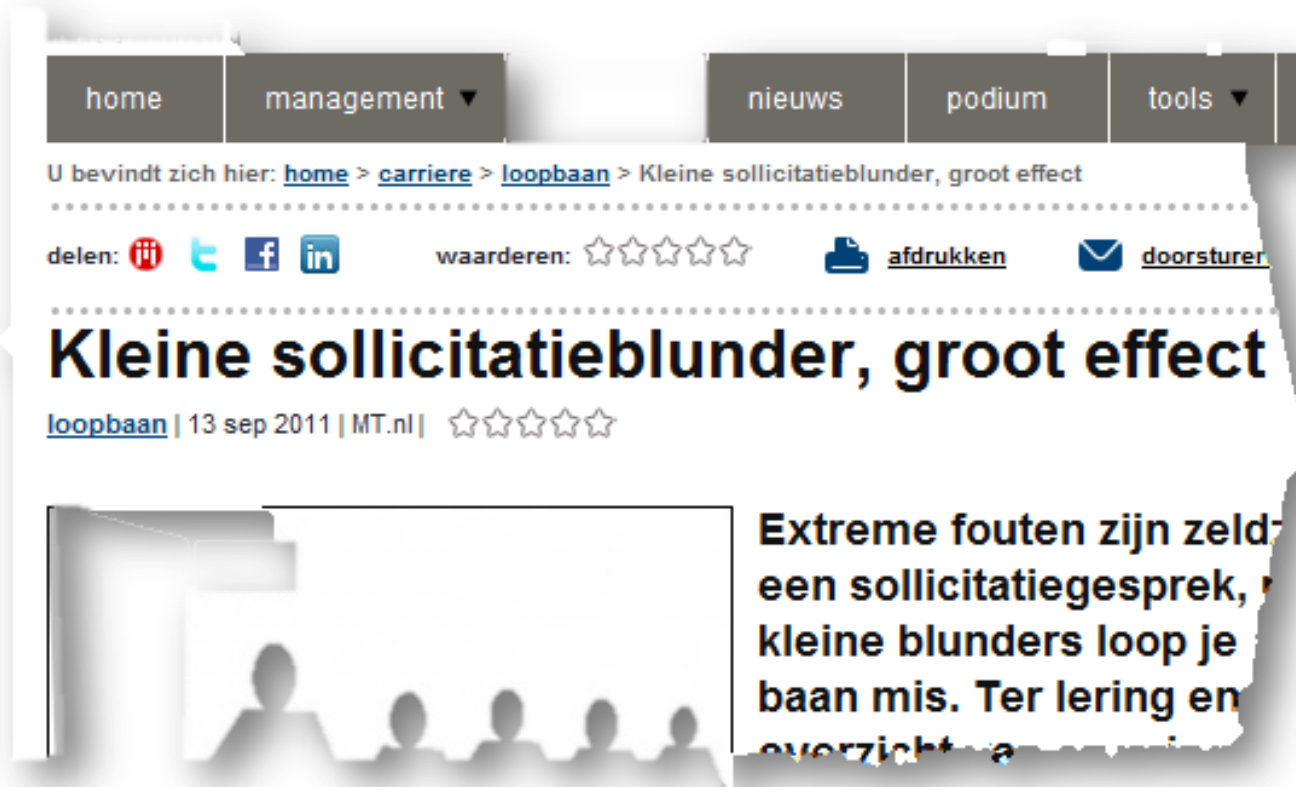 home management nieuws podium tools
U bevindt zich hier: home > carriere > loopbaan > Kleine sollicitatieblunder, groot effect
delen: waarderen: afdrukken doorsturen
Kleine sollicitatieblunder, groot effect
loopbaan | 13 sep 2011 | MT.nl |
Extreme fouten zijn
een sollicitatiegesprek,
kleine blunders loop je
baan mis. Ter lering en
overzicht